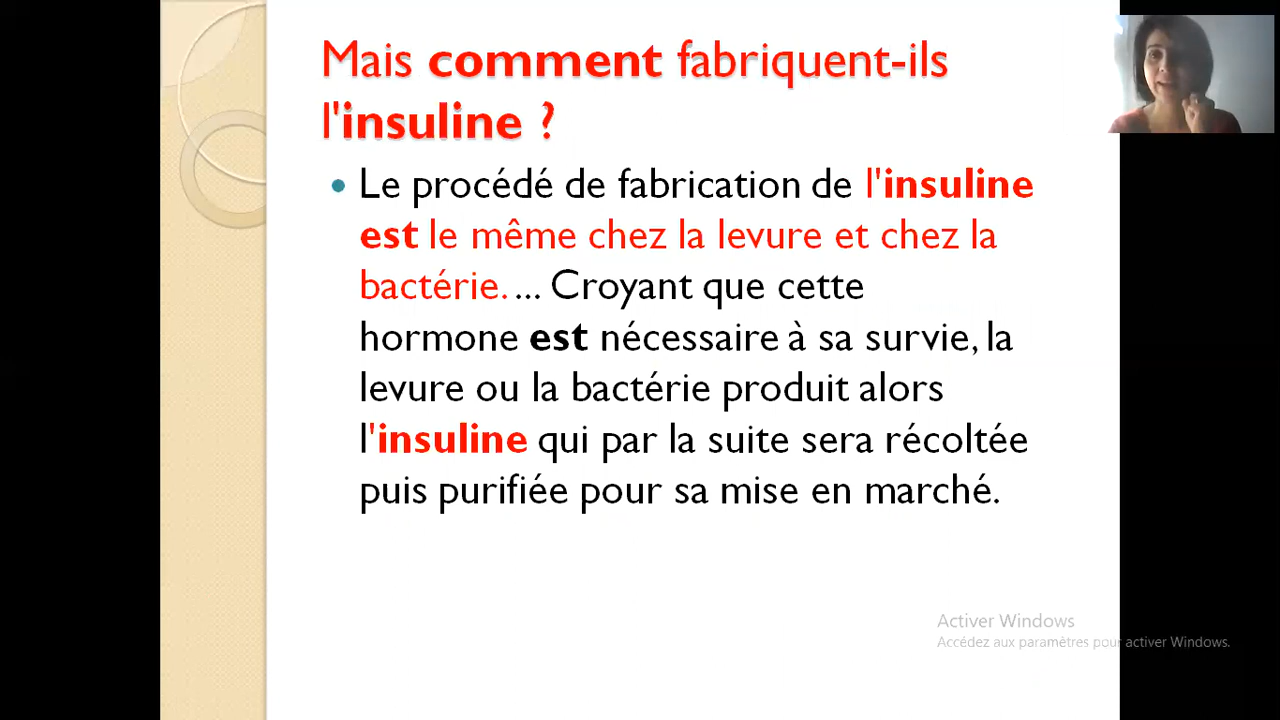 Mais comment fabriquent-ils
l'insuline ?
Le procédé de fabrication de l'insuline
est le même chez la levure et chez la
bactérie. ... Croyant que cette
hormone est nécessaire à sa survie, la
levure ou la bactérie produit alors
l'insuline qui par la suite sera récoltée
puis purifiée pour sa mise en marché.
Activer Windows
Accédez aux paramètres pour activer Windows.